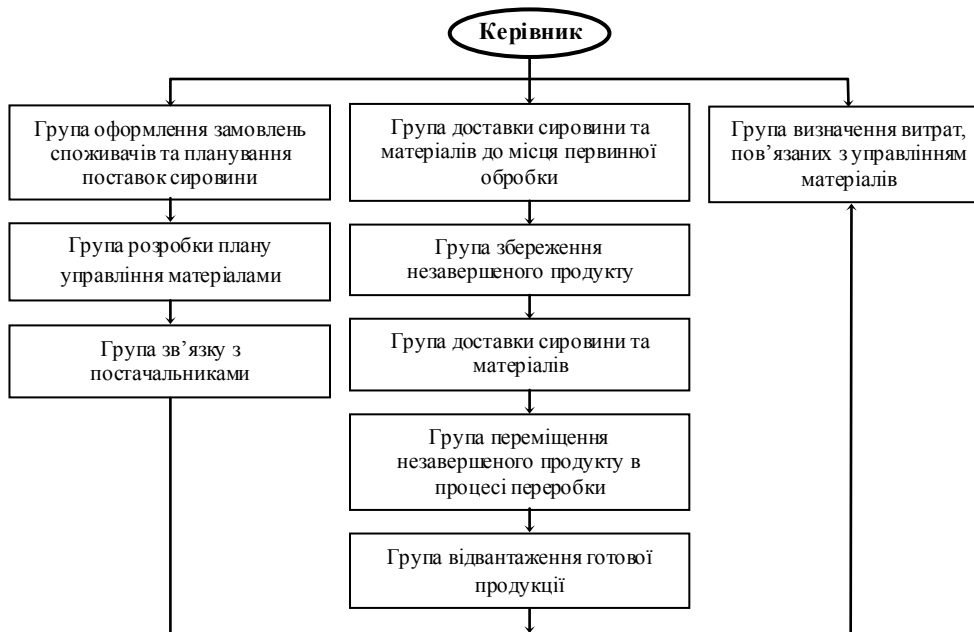 Керівник
Група оформлення замовлень
споживачів та планування
поставок сировини
Група розробки плану
управління матеріалами
Група зв’язку з
постачальниками
Група доставки сировини та
матеріалів до місця первинної
обробки
Група збереження
незавершеного продукту
Група доставки сировини та
матеріалів
Група переміщення
незавершеного продукту в
процесі переробки
Група відвантаження готової
продукції
Група визначення витрат,
пов’язаних з управлінням
матеріалів